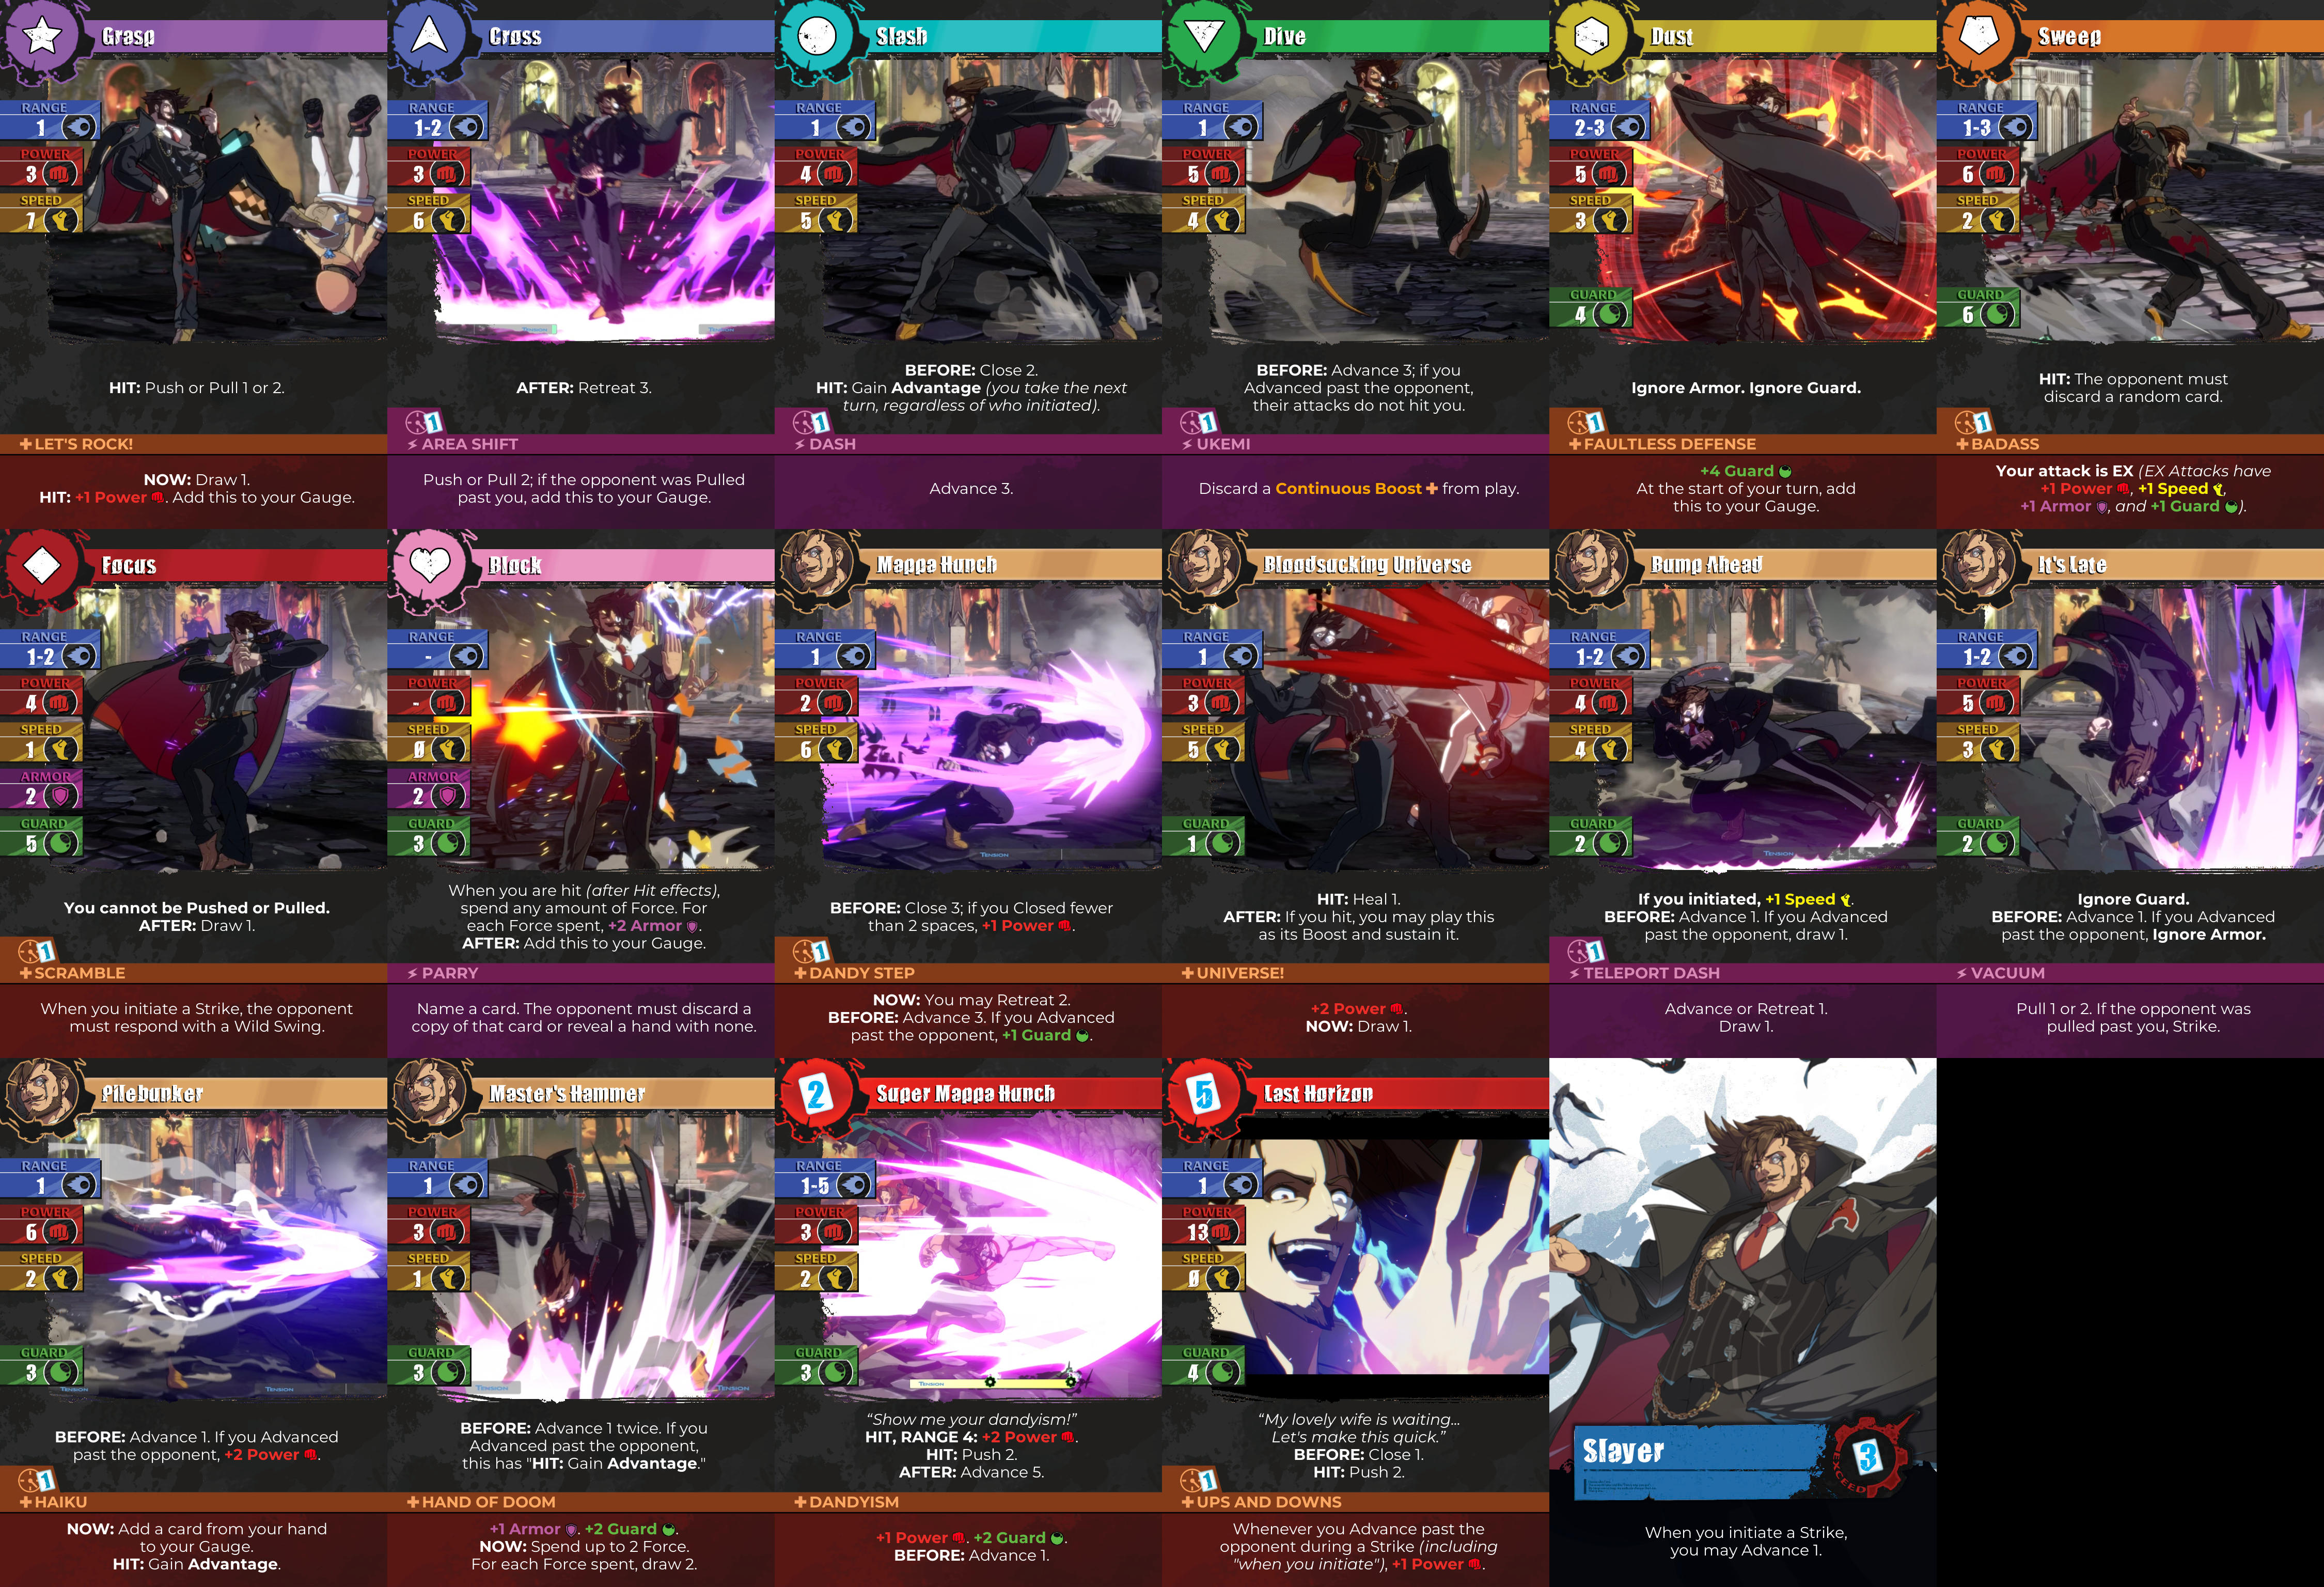 Grasp
RANGE
1
POWER
3
SPEED
7
HIT: Push or Pull 1 or 2.
LET'S ROCK!
NOW: Draw 1.
HIT: +1 Power. Add this to your Gauge.
Cross
RANGE
1-2
POWER
3
SPEED
6
AFTER: Retreat 3.
1
AREA SHIFT
Push or Pull 2; if the opponent was Pulled
past you, add this to your Gauge.
Slash
RANGE
1
POWER
4
SPEED
5
BEFORE: Close 2.
HIT: Gain Advantage (you take the next
turn, regardless of who initiated).
1
DASH
Advance 3.
Dive
RANGE
1
POWER
5
SPEED
4
BEFORE: Advance 3; if you
Advanced past the opponent,
their attacks do not hit you.
1
UKEMI
Discard a Continuous Boost + from play.
Dust
RANGE
2-3
POWER
5
SPEED
3
GUARD
4
Ignore Armor. Ignore Guard.
1
FAULTLESS DEFENSE
+4 Guard
At the start of your turn, add
this to your Gauge.
Sweep
RANGE
1-3
POWER
6
SPEED
2
GUARD
6
HIT: The opponent must
discard a random card.
1
BADASS
Your attack is EX (EX Attacks have
+1 Power, +1 Speed,
+1 Armor, and +1 Guard).
Focus
RANGE
1-2
POWER
4
SPEED
1
ARMOR
2
GUARD
5
You cannot be Pushed or Pulled.
AFTER: Draw 1.
1
SCRAMBLE
When you initiate a Strike, the opponent
must respond with a Wild Swing.
Block
RANGE
-
POWER
-
SPEED
0
ARMOR
2
GUARD
3
When you are hit (after Hit effects),
spend any amount of Force. For
each Force spent, +2 Armor.
AFTER: Add this to your Gauge.
PARRY
Name a card. The opponent must discard a
copy of that card or reveal a hand with none.
Mappa Hunch
RANGE
1
POWER
2
SPEED
6
TENSION
BEFORE: Close 3; if you Closed fewer
than 2 spaces, +1 Power.
1
DANDY STEP
NOW: You may Retreat 2.
BEFORE: Advance 3. If you Advanced
past the opponent, +1 Guard.
Bloodsucking Universe
RANGE
1
POWER
3
SPEED
5
GUARD
1
HIT: Heal 1.
AFTER: If you hit, you may play this
as its Boost and sustain it.
UNIVERSE!
+2 Power.
NOW: Draw 1.
Bump Ahead
RANGE
1-2
POWER
4
SPEED
4
GUARD
2
TENSION
If you initiated, +1 Speed.
BEFORE: Advance 1. If you Advanced
past the opponent, draw 1.
1
TELEPORT DASH
Advance or Retreat 1.
Draw 1.
It's Late
RANGE
1-2
POWER
5
SPEED
3
GUARD
2
Ignore Guard.
BEFORE: Advance 1. If you Advanced
past the opponent, Ignore Armor.
VACUUM
Pull 1 or 2. If the opponent was
pulled past you, Strike.
Pilebunker
RANGE
1
POWER
6
SPEED
2
GUARD
3
TENSION
TENSION
BEFORE: Advance 1. If you Advanced
past the opponent, +2 Power.
1
HAIKU
NOW: Add a card from your hand
to your Gauge.
HIT: Gain Advantage.
Master's Hammer
RANGE
1
POWER
3
SPEED
1
GUARD
3
TENSION
TENSION
BEFORE: Advance 1 twice. If you
Advanced past the opponent,
this has "HIT: Gain Advantage."
HAND OF DOOM
+1 Armor. +2 Guard.
NOW: Spend up to 2 Force.
For each Force spent, draw 2.
2
Super Mappa Hunch
RANGE
1-5
POWER
3
SPEED
2
GUARD
3
TENSION
“Show me your dandyism!”
HIT, RANGE 4: +2 Power.
HIT: Push 2.
AFTER: Advance 5.
DANDYISM
+1 Power. +2 Guard.
BEFORE: Advance 1.
5
Last Horizon
RANGE
1
POWER
13
SPEED
0
GUARD
4
“My lovely wife is waiting...
Let's make this quick.”
BEFORE: Close 1.
HIT: Push 2.
1
UPS AND DOWNS
Whenever you Advance past the
opponent during a Strike (including
"when you initiate"), +1 Power.
Slayer
3
EXCEED
When you initiate a Strike,
you may Advance 1.